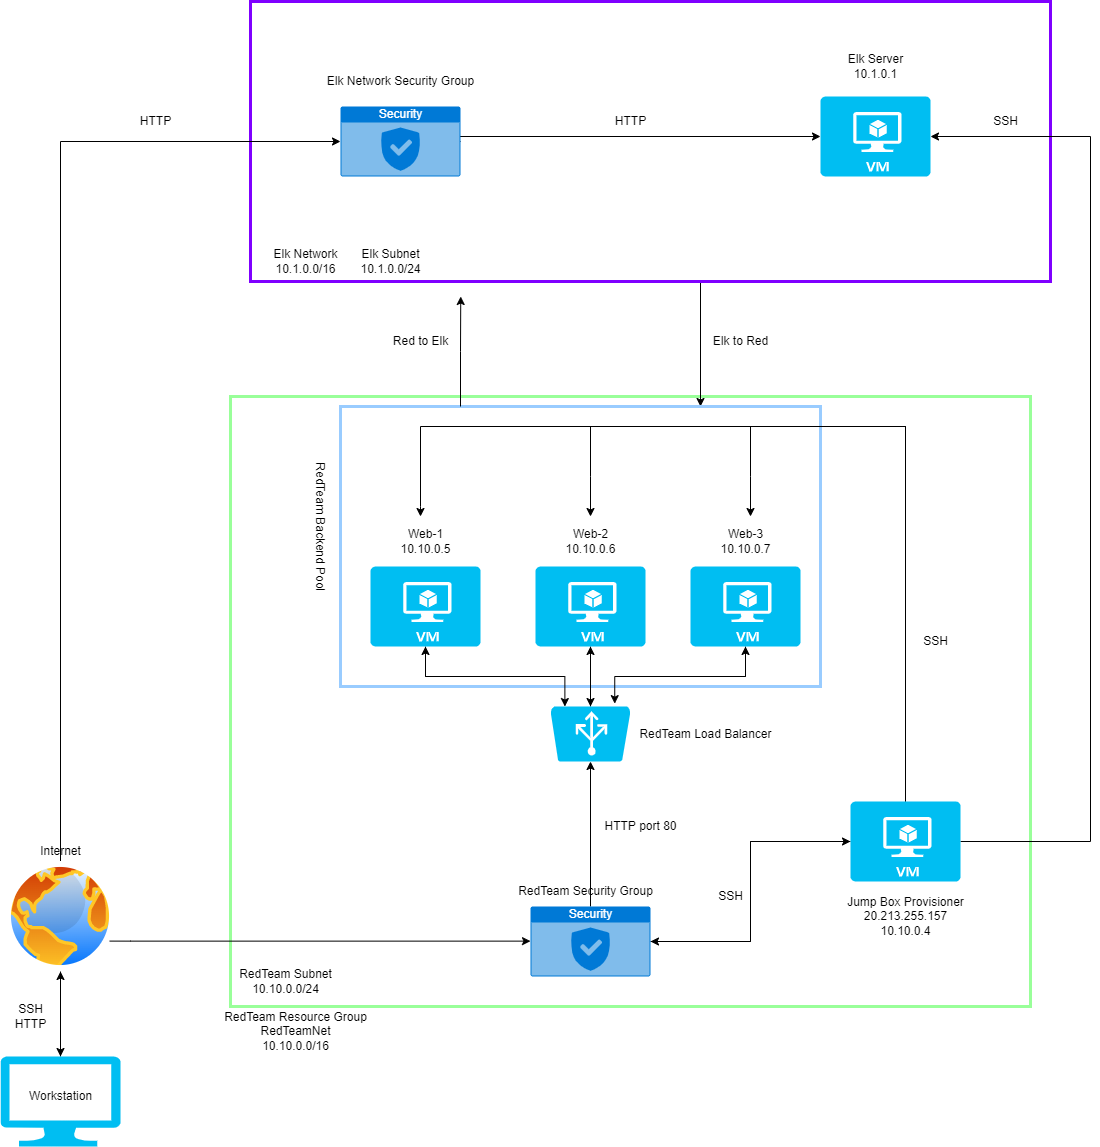 Elk Server
10.1.0.1
Elk Network Security Group
Security
HTTP
HTTP
SSH
VM
Elk Network
10.1.0.0/16
Elk Subnet
10.1.0.0/24
Red to Elk
Elk to Red
RedTeam Backend Pool
Web-1
10.10.0.5
Web-2
10.10.0.6
Web-3
10.10.0.7
VM
VM
VM
SSH
RedTeam Load Balancer
HTTP port 80
VM
Jump Box Provisioner
20.213.255.157
10.10.0.4
SSH
RedTeam Security Group
Security
Internet
RedTeam Subnet
10.10.0.0/24
RedTeam Resource Group
RedTeamNet
10.10.0.0/16
SSH
HTTP
Workstation